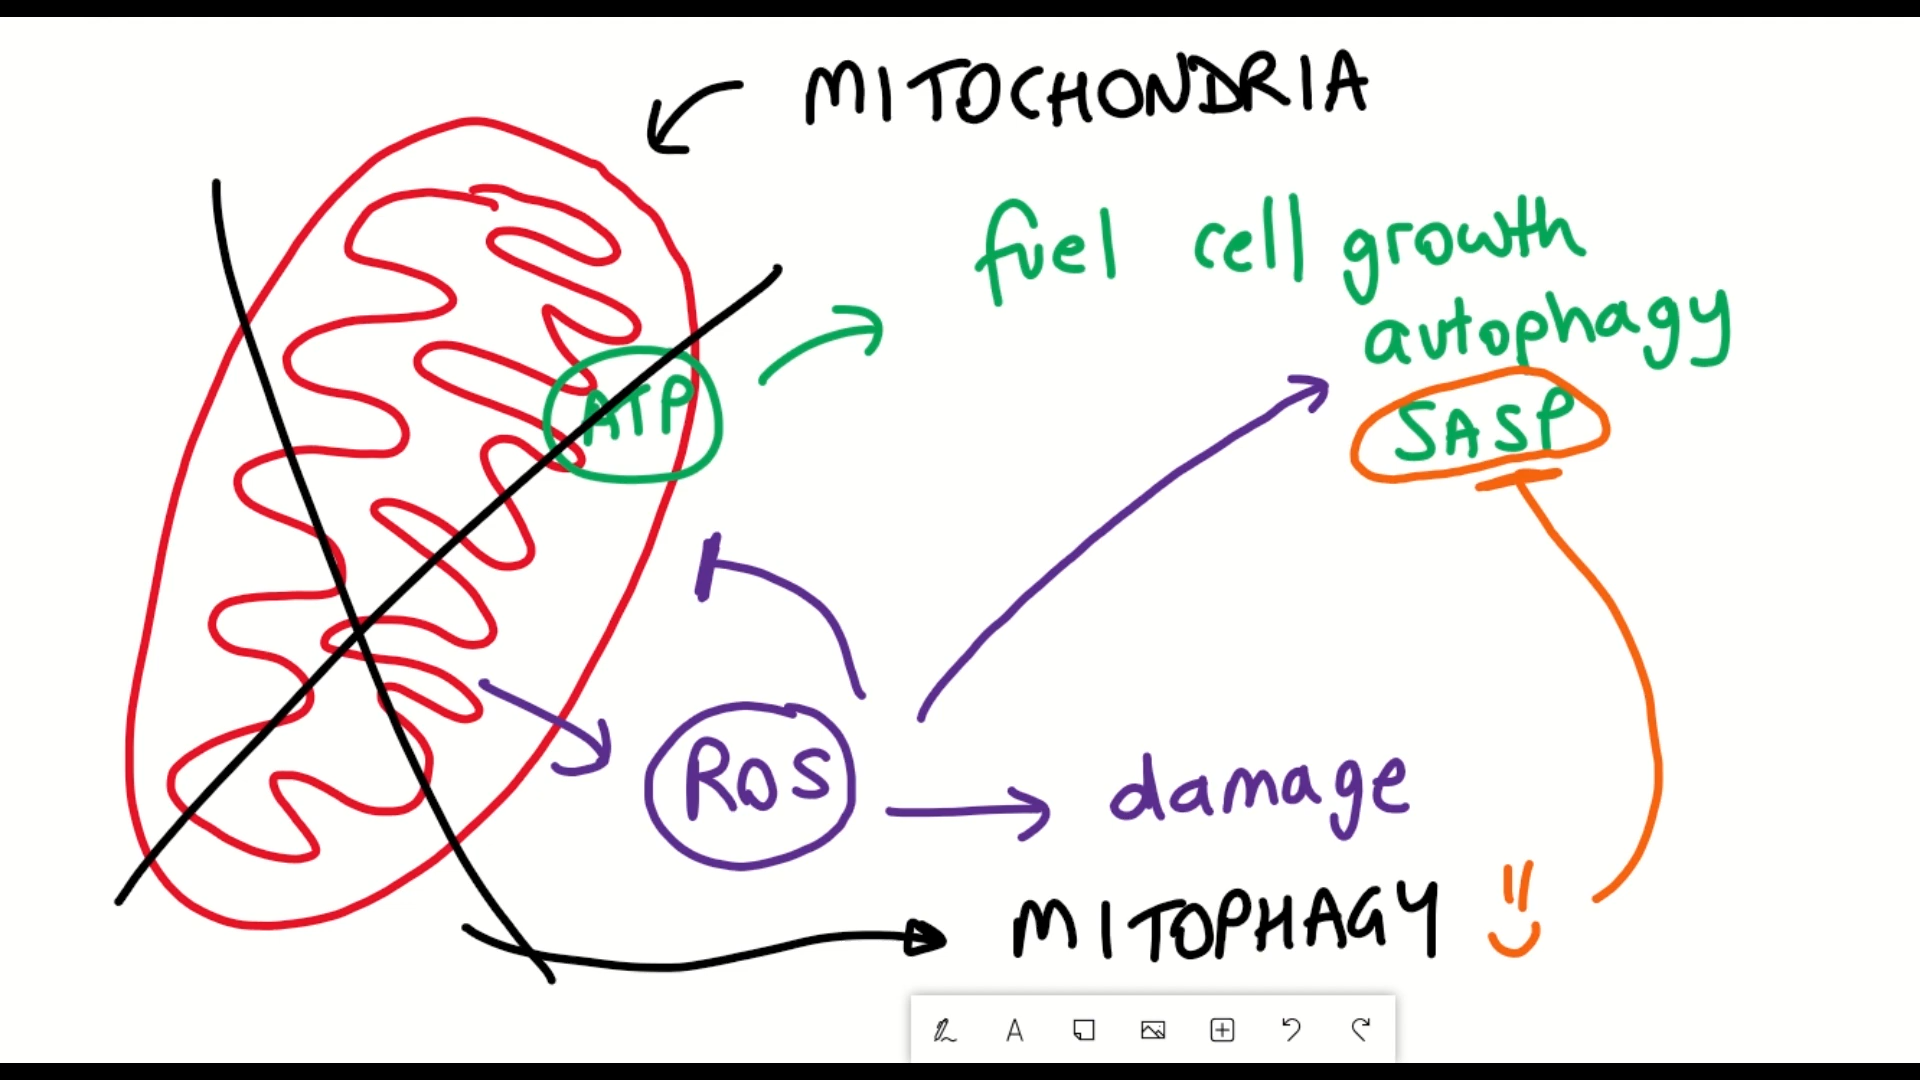 MITOCHONDRIA
fuel cell growth
autophagy
ATP
SASP
ROS
damage
MITOPHAGY
A